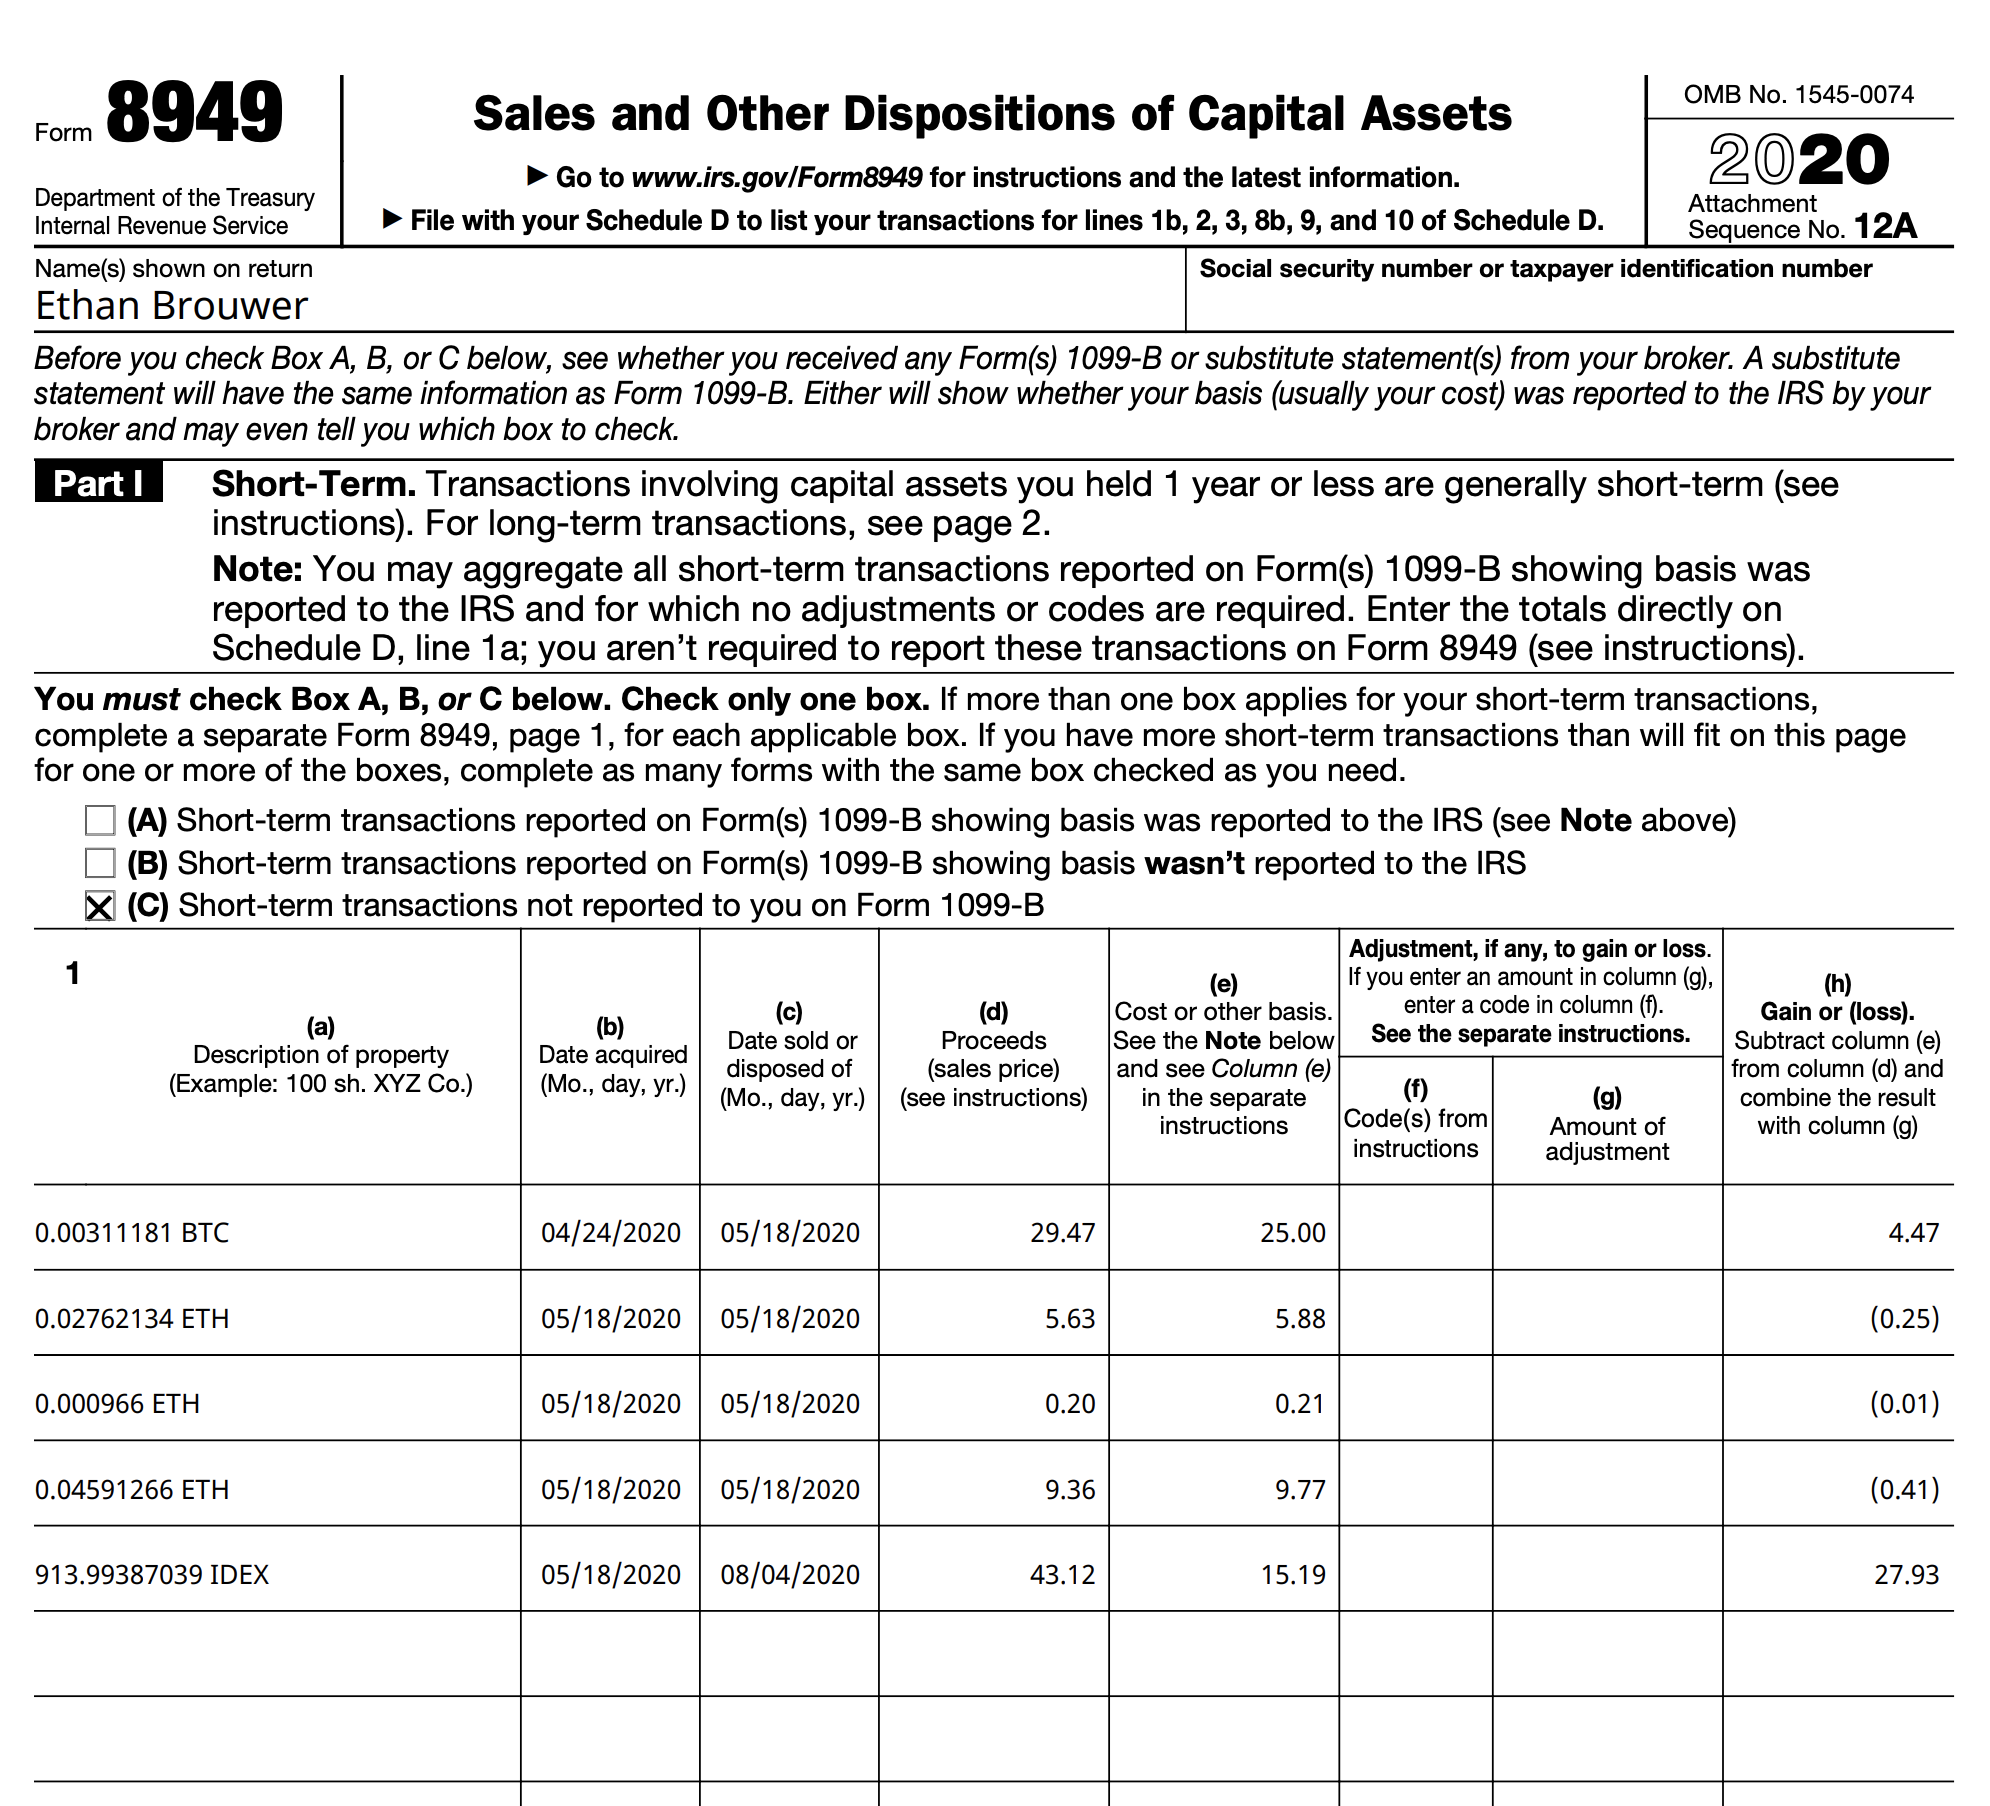 Form 8949
Department of the Treasury
Internal Revenue Service
Sales and Other Dispositions of Capital Assets
▶ Go to www.irs.gov/Form8949 for instructions and the latest information.
▶ File with your Schedule D to list your transactions for lines 1b, 2, 3, 8b, 9, and 10 of Schedule D.
OMB No. 1545-0074
2020
Attachment
Sequence No. 12A
Name(s) shown on return
Ethan Brouwer
Social security number or taxpayer identification number
Before you check Box A, B, or C below, see whether you received any Form(s) 1099-B or substitute statement(s) from your broker. A substitute
statement will have the same information as Form 1099-B. Either will show whether your basis (usually your cost) was reported to the IRS by your
broker and may even tell you which box to check.
Part I
Short-Term. Transactions involving capital assets you held 1 year or less are generally short-term (see
instructions). For long-term transactions, see page 2.
Note: You may aggregate all short-term transactions reported on Form(s) 1099-B showing basis was
reported to the IRS and for which no adjustments or codes are required. Enter the totals directly on
Schedule D, line 1a; you aren't required to report these transactions on Form 8949 (see instructions).
You must check Box A, B, or C below. Check only one box. If more than one box applies for your short-term transactions,
complete a separate Form 8949, page 1, for each applicable box. If you have more short-term transactions than will fit on this page
for one or more of the boxes, complete as many forms with the same box checked as you need.
(A) Short-term transactions reported on Form(s) 1099-B showing basis was reported to the IRS (see Note above)
(B) Short-term transactions reported on Form(s) 1099-B showing basis wasn't reported to the IRS
(C) Short-term transactions not reported to you on Form 1099-B
1
(a)
Description of property
(Example: 100 sh. XYZ Co.)
(b)
Date acquired
(Mo., day, yr.)
(c)
Date sold or
disposed of
(Mo., day, yr.)
(d)
Proceeds
(sales price)
(see instructions)
(e)
Cost or other basis.
See the Note below
and see Column (e)
in the separate
instructions
Adjustment, if any, to gain or loss.
If you enter an amount in column (g),
enter a code in column (f).
See the separate instructions.
(f)
Code(s) from
instructions
(g)
Amount of
adjustment
(h)
Gain or (loss).
Subtract column (e)
from column (d) and
combine the result
with column (g)
0.00311181 BTC 04/24/2020 05/18/2020 29.47 25.00 4.47
0.02762134 ETH 05/18/2020 05/18/2020 5.63 5.88 (0.25)
0.000966 ETH 05/18/2020 05/18/2020 0.20 0.21 (0.01)
0.04591266 ETH 05/18/2020 05/18/2020 9.36 9.77 (0.41)
913.99387039 IDEX 05/18/2020 08/04/2020 43.12 15.19 27.93